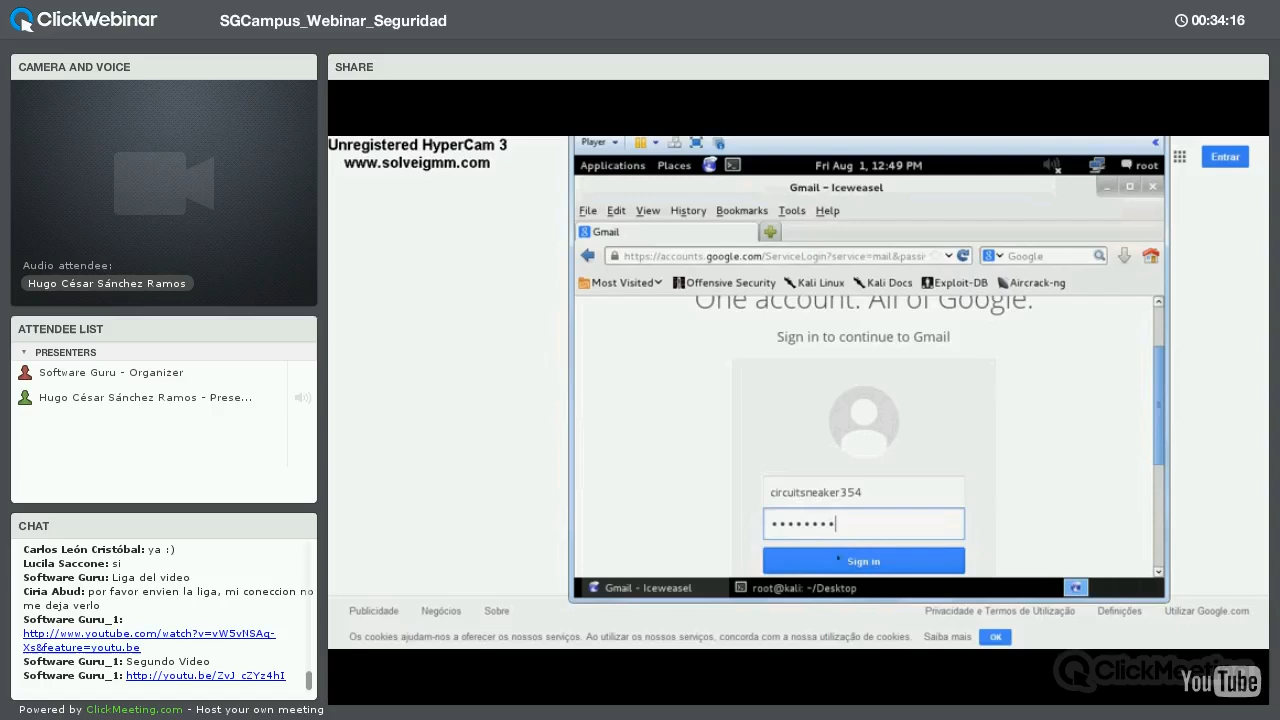 ClickWebinar
SGCampus_Webinar_Seguridad
00:34:16
CAMERA AND VOICE
Audio attendee:
Hugo César Sánchez Ramos
ATTENDEE LIST
PRESENTERS
Software Guru - Organizer
Hugo César Sánchez Ramos - Prese...
CHAT
Carlos León Cristóbal: ya :)
Lucila Saccone: si
Software Guru: Liga del video
Ciria Abud: por favor envien la liga, mi coneccion no
me deja verlo
Software Guru_1:
http://www.youtube.com/watch?v=vW5vNSAq-
Xs&feature=youtu.be
Software Guru_1: Segundo Video
Software Guru_1: http://youtu.be/ZvJ_cZYz4hI
Powered by ClickMeeting.com - Host your own meeting
SHARE
Unregistered HyperCam 3
www.solveigmm.com
Player
Applications Places Fri Aug 1, 12:49 PM root
Entrar
Gmail - Iceweasel
File Edit View History Bookmarks Tools Help
Gmail
https://accounts.google.com/ServiceLogin?service=mail&passi
Google
Most Visited Offensive Security Kali Linux Kali Docs Exploit-DB Aircrack-ng
One account. All of Google.
Sign in to continue to Gmail
circuitsneaker354
••••••••
Sign in
Gmail - Iceweasel root@kali: ~/Desktop
Publicidade Negócios Sobre Privacidade e Termos de Utilização Definições Utilizar Google.com
Os cookies ajudam-nos a oferecer os nossos serviços. Ao utilizar os nossos serviços, concorda com a nossa utilização de cookies. Saiba mais OK
ClickMeeting
YouTube